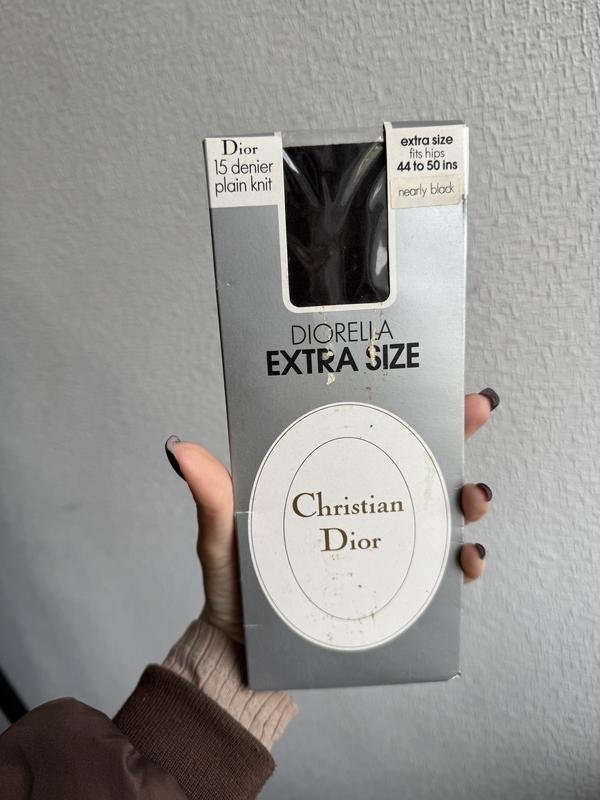 Dior
15 denier
plain knit
extra size
fits hips
44 to 50 ins
nearly black
DIORELLA
EXTRA SIZE
Christian
Dior